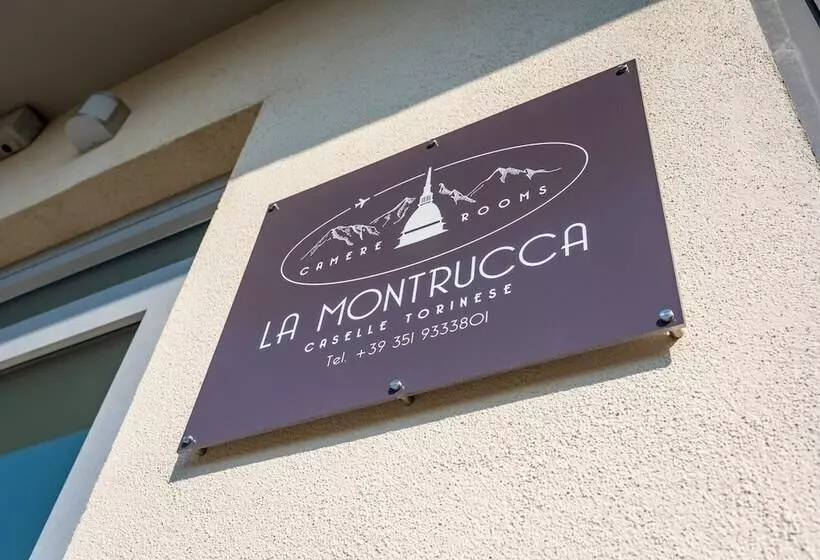 CAMERE ROOMS
LA MONTRUCCA
CASELLE TORINESE
Tel. +39 351 9333801